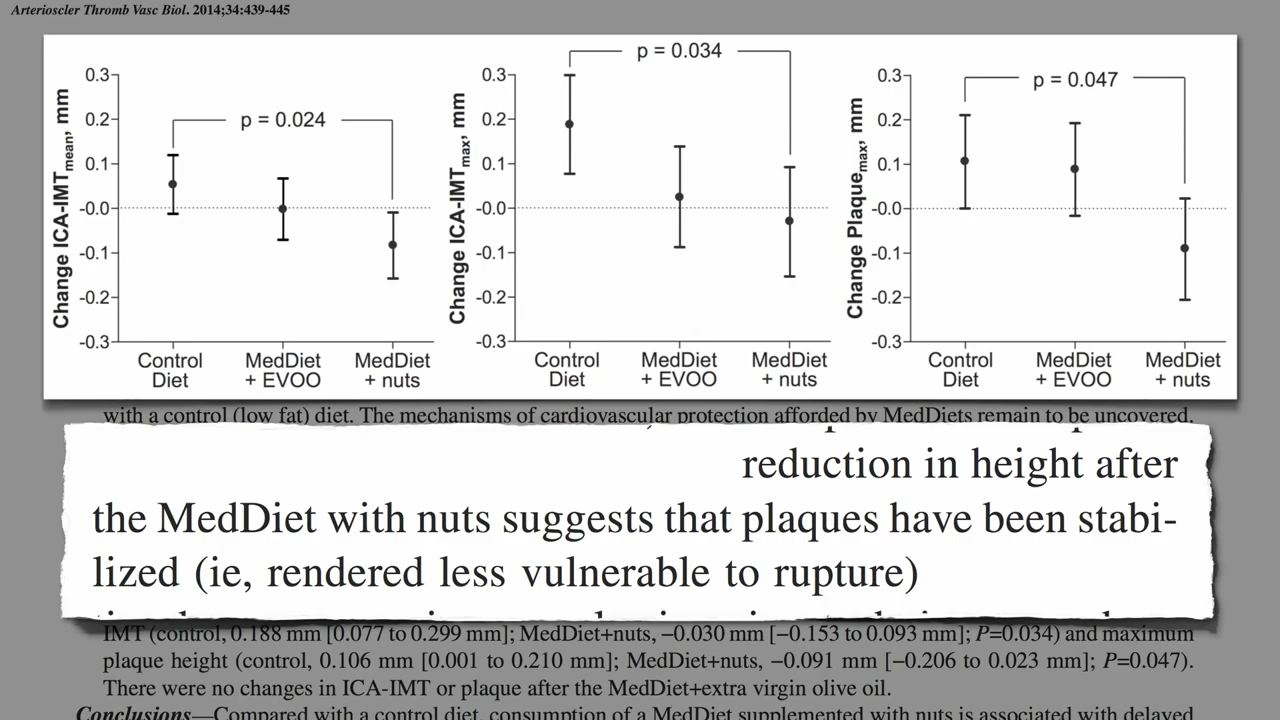 Arterioscler Thromb Vasc Biol. 2014;34:439-445
p = 0.024
Change ICA-IMTmean, mm
0.3
0.2
0.1
-0.0
-0.1
-0.2
-0.3
Control Diet
MedDiet + EVOO
MedDiet + nuts
p = 0.034
Change ICA-IMTmax, mm
0.3
0.2
0.1
-0.0
-0.1
-0.2
-0.3
Control Diet
MedDiet + EVOO
MedDiet + nuts
p = 0.047
Change Plaquemax, mm
0.3
0.2
0.1
-0.0
-0.1
-0.2
-0.3
Control Diet
MedDiet + EVOO
MedDiet + nuts
with a control (low fat) diet. The mechanisms of cardiovascular protection afforded by MedDiets remain to be uncovered.
reduction in height after
the MedDiet with nuts suggests that plaques have been stabi-
lized (ie, rendered less vulnerable to rupture)
IMT (control, 0.188 mm [0.077 to 0.299 mm]; MedDiet+nuts, −0.030 mm [−0.153 to 0.093 mm]; P=0.034) and maximum
plaque height (control, 0.106 mm [0.001 to 0.210 mm]; MedDiet+nuts, −0.091 mm [−0.206 to 0.023 mm]; P=0.047).
There were no changes in ICA-IMT or plaque after the MedDiet+extra virgin olive oil.
Conclusions—Compared with a control diet, consumption of a MedDiet supplemented with nuts is associated with delayed